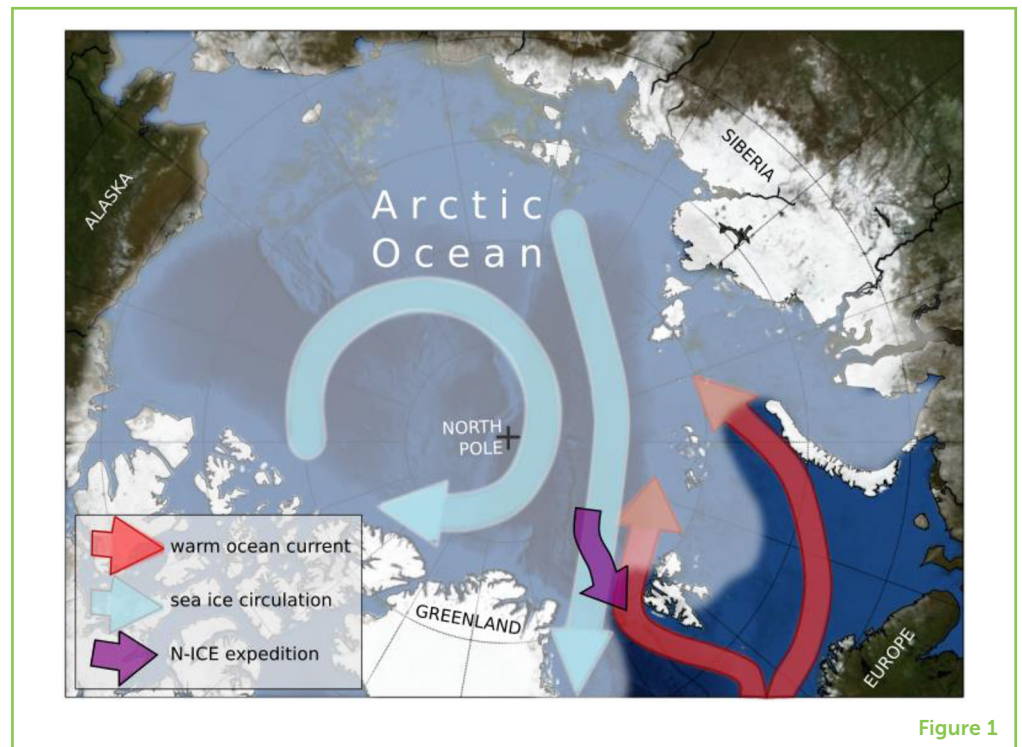 SIBERIA
ALASKA
Arctic
Ocean
NORTH
POLE
warm ocean current
sea ice circulation
N-ICE expedition
GREENLAND
EUROPE
Figure 1